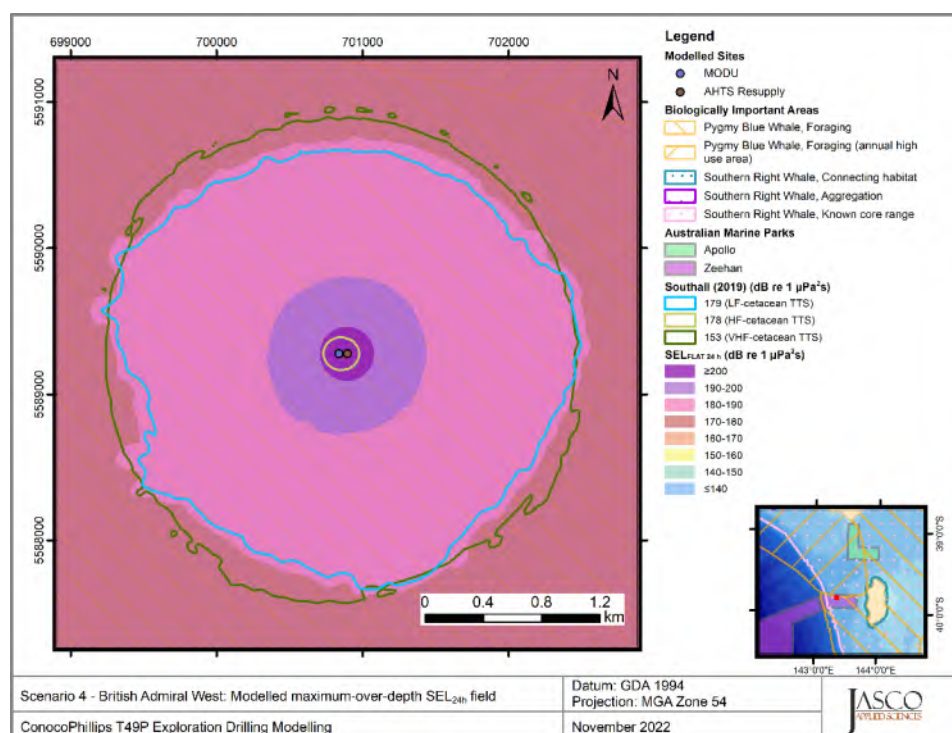 699000 700000 701000 702000
5591000
5590000
5589000
5588000
N
0 0.4 0.8 1.2
km
Legend
Modelled Sites
MODU
AHTS Resupply
Biologically Important Areas
Pygmy Blue Whale, Foraging
Pygmy Blue Whale, Foraging (annual high
use area)
Southern Right Whale, Connecting habitat
Southern Right Whale, Aggregation
Southern Right Whale, Known core range
Australian Marine Parks
Apollo
Zeehan
Southall (2019) (dB re 1 µPa²s)
179 (LF-cetacean TTS)
178 (HF-cetacean TTS)
153 (VHF-cetacean TTS)
SELFLAT 24 h (dB re 1 µPa²s)
≥200
190-200
180-190
170-180
160-170
150-160
140-150
≤140
39°0'0"S
40°0'0"S
143°0'0"E 144°0'0"E
Scenario 4 - British Admiral West: Modelled maximum-over-depth SEL24h field
ConocoPhillips T49P Exploration Drilling Modelling
Datum: GDA 1994
Projection: MGA Zone 54
November 2022
JASCO
APPLIED SCIENCES